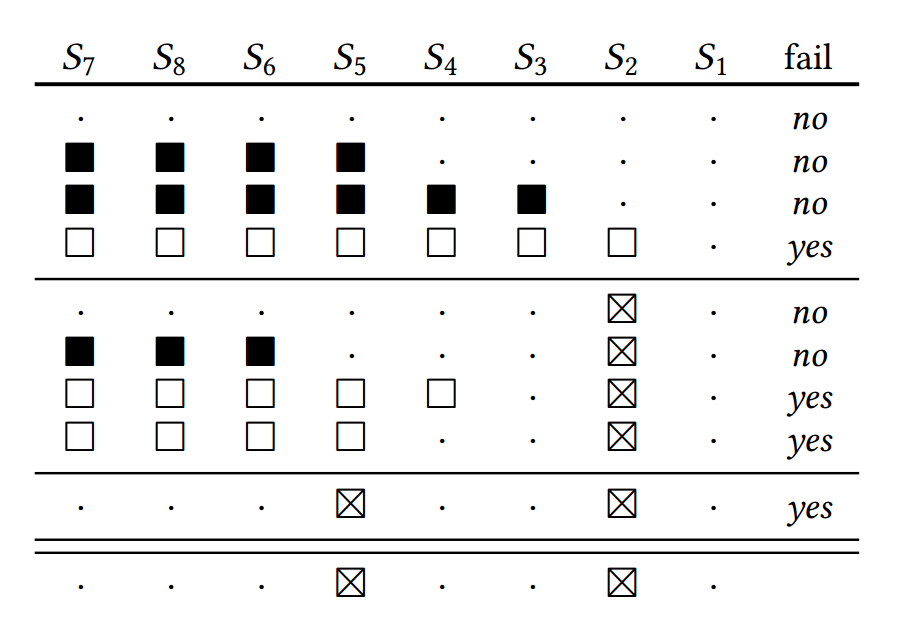 S₇ S₈ S₆ S₅ S₄ S₃ S₂ S₁ fail
· · · · · · · · no
■ ■ ■ ■ · · · · no
■ ■ ■ ■ ■ ■ · · no
□ □ □ □ □ □ □ · yes
· · · · · · ☒ · no
■ ■ ■ · · · ☒ · no
□ □ □ □ □ · ☒ · yes
□ □ □ □ · · ☒ · yes
· · · ☒ · · ☒ · yes
· · · ☒ · · ☒ ·